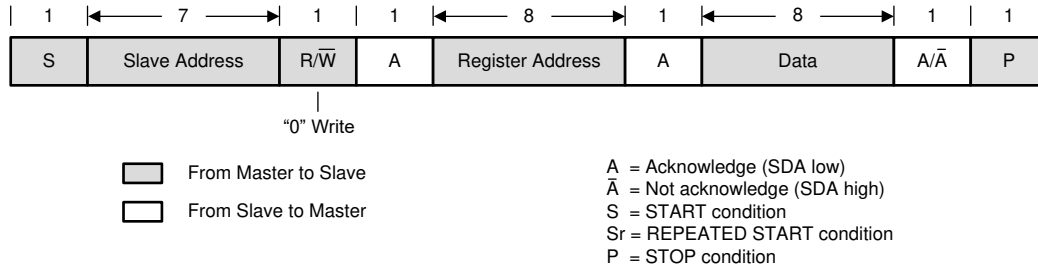 1 7 1 1 8 1 8 1 1
S Slave Address R/W̅ A Register Address A Data A/A̅ P
“0” Write
From Master to Slave
From Slave to Master
A = Acknowledge (SDA low)
A̅ = Not acknowledge (SDA high)
S = START condition
Sr = REPEATED START condition
P = STOP condition